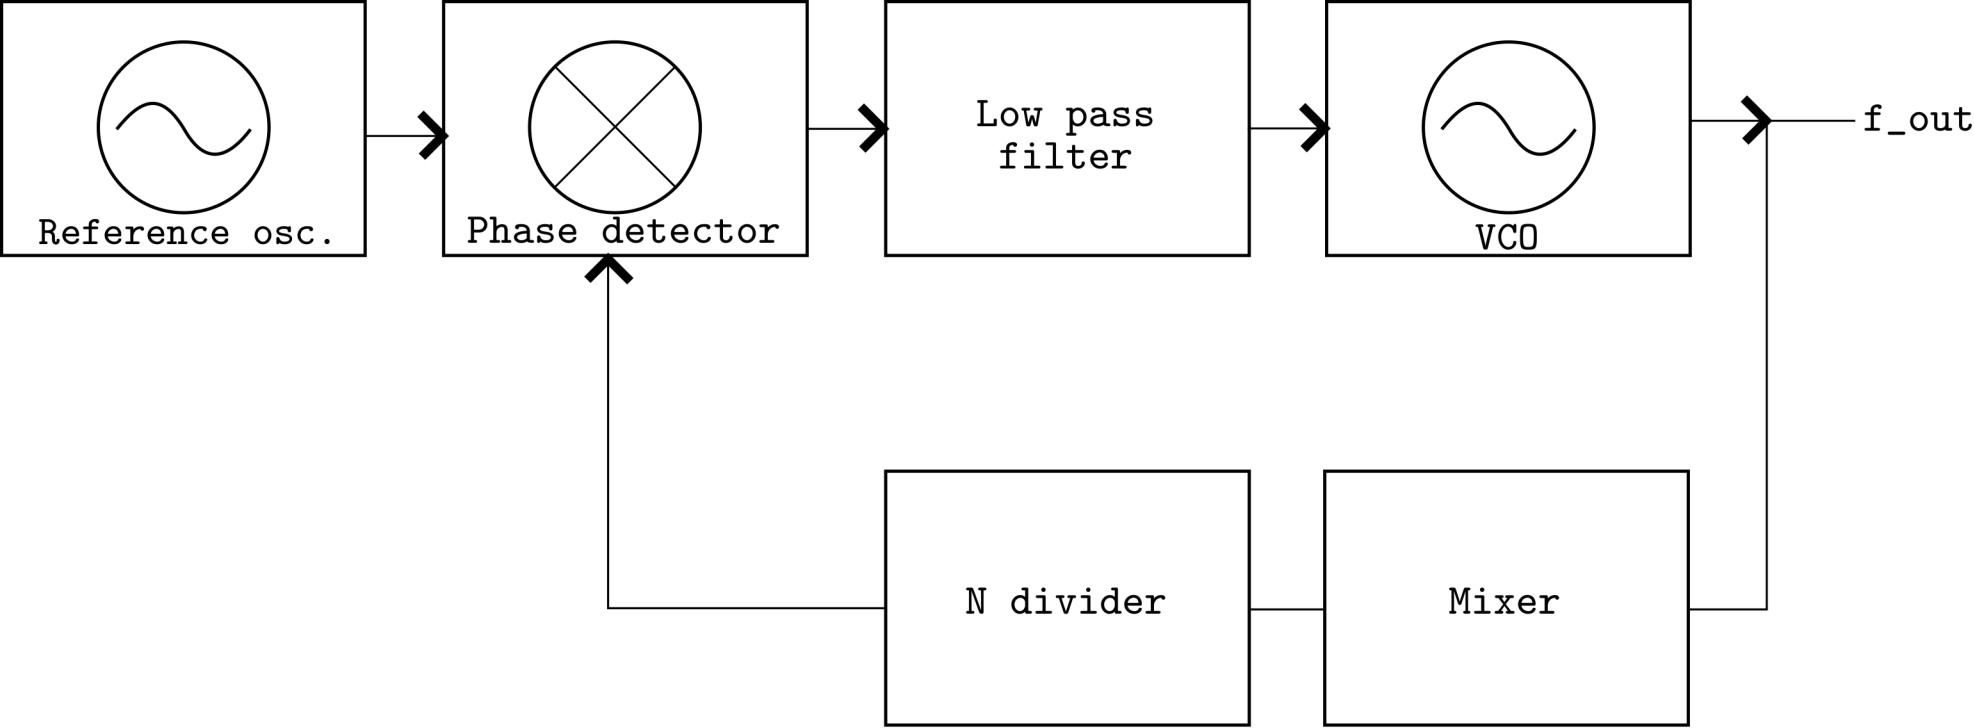 Reference osc.
Phase detector
Low pass
filter
VCO
f_out
N divider
Mixer